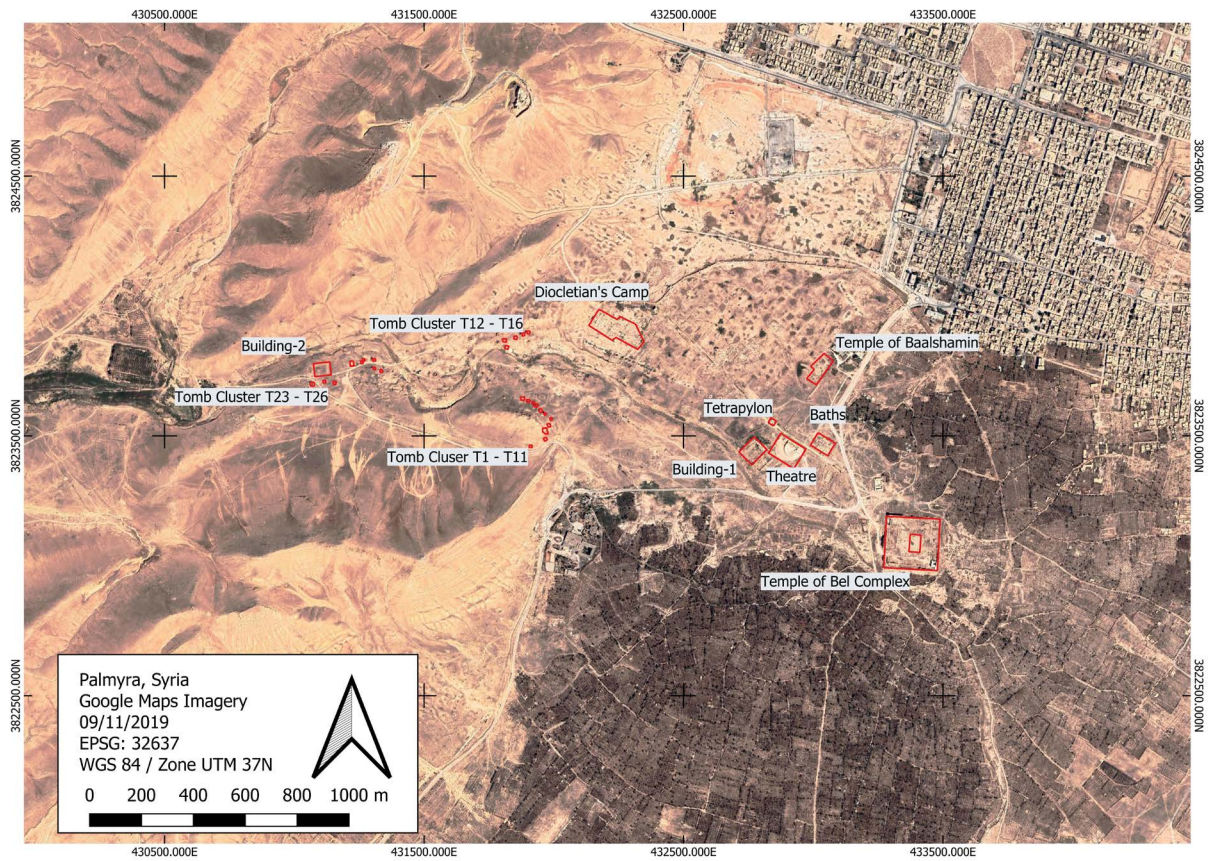 430500.000E 431500.000E 432500.000E 433500.000E
3824500.000N
3824500.000N
Diocletian's Camp
Tomb Cluster T12 - T16
Building-2
Temple of Baalshamin
Tomb Cluster T23 - T26
Tetrapylon
Baths
3823500.000N
3823500.000N
Tomb Cluser T1 - T11
Building-1
Theatre
Temple of Bel Complex
3822500.000N
3822500.000N
Palmyra, Syria
Google Maps Imagery
09/11/2019
EPSG: 32637
WGS 84 / Zone UTM 37N
0 200 400 600 800 1000 m
430500.000E 431500.000E 432500.000E 433500.000E